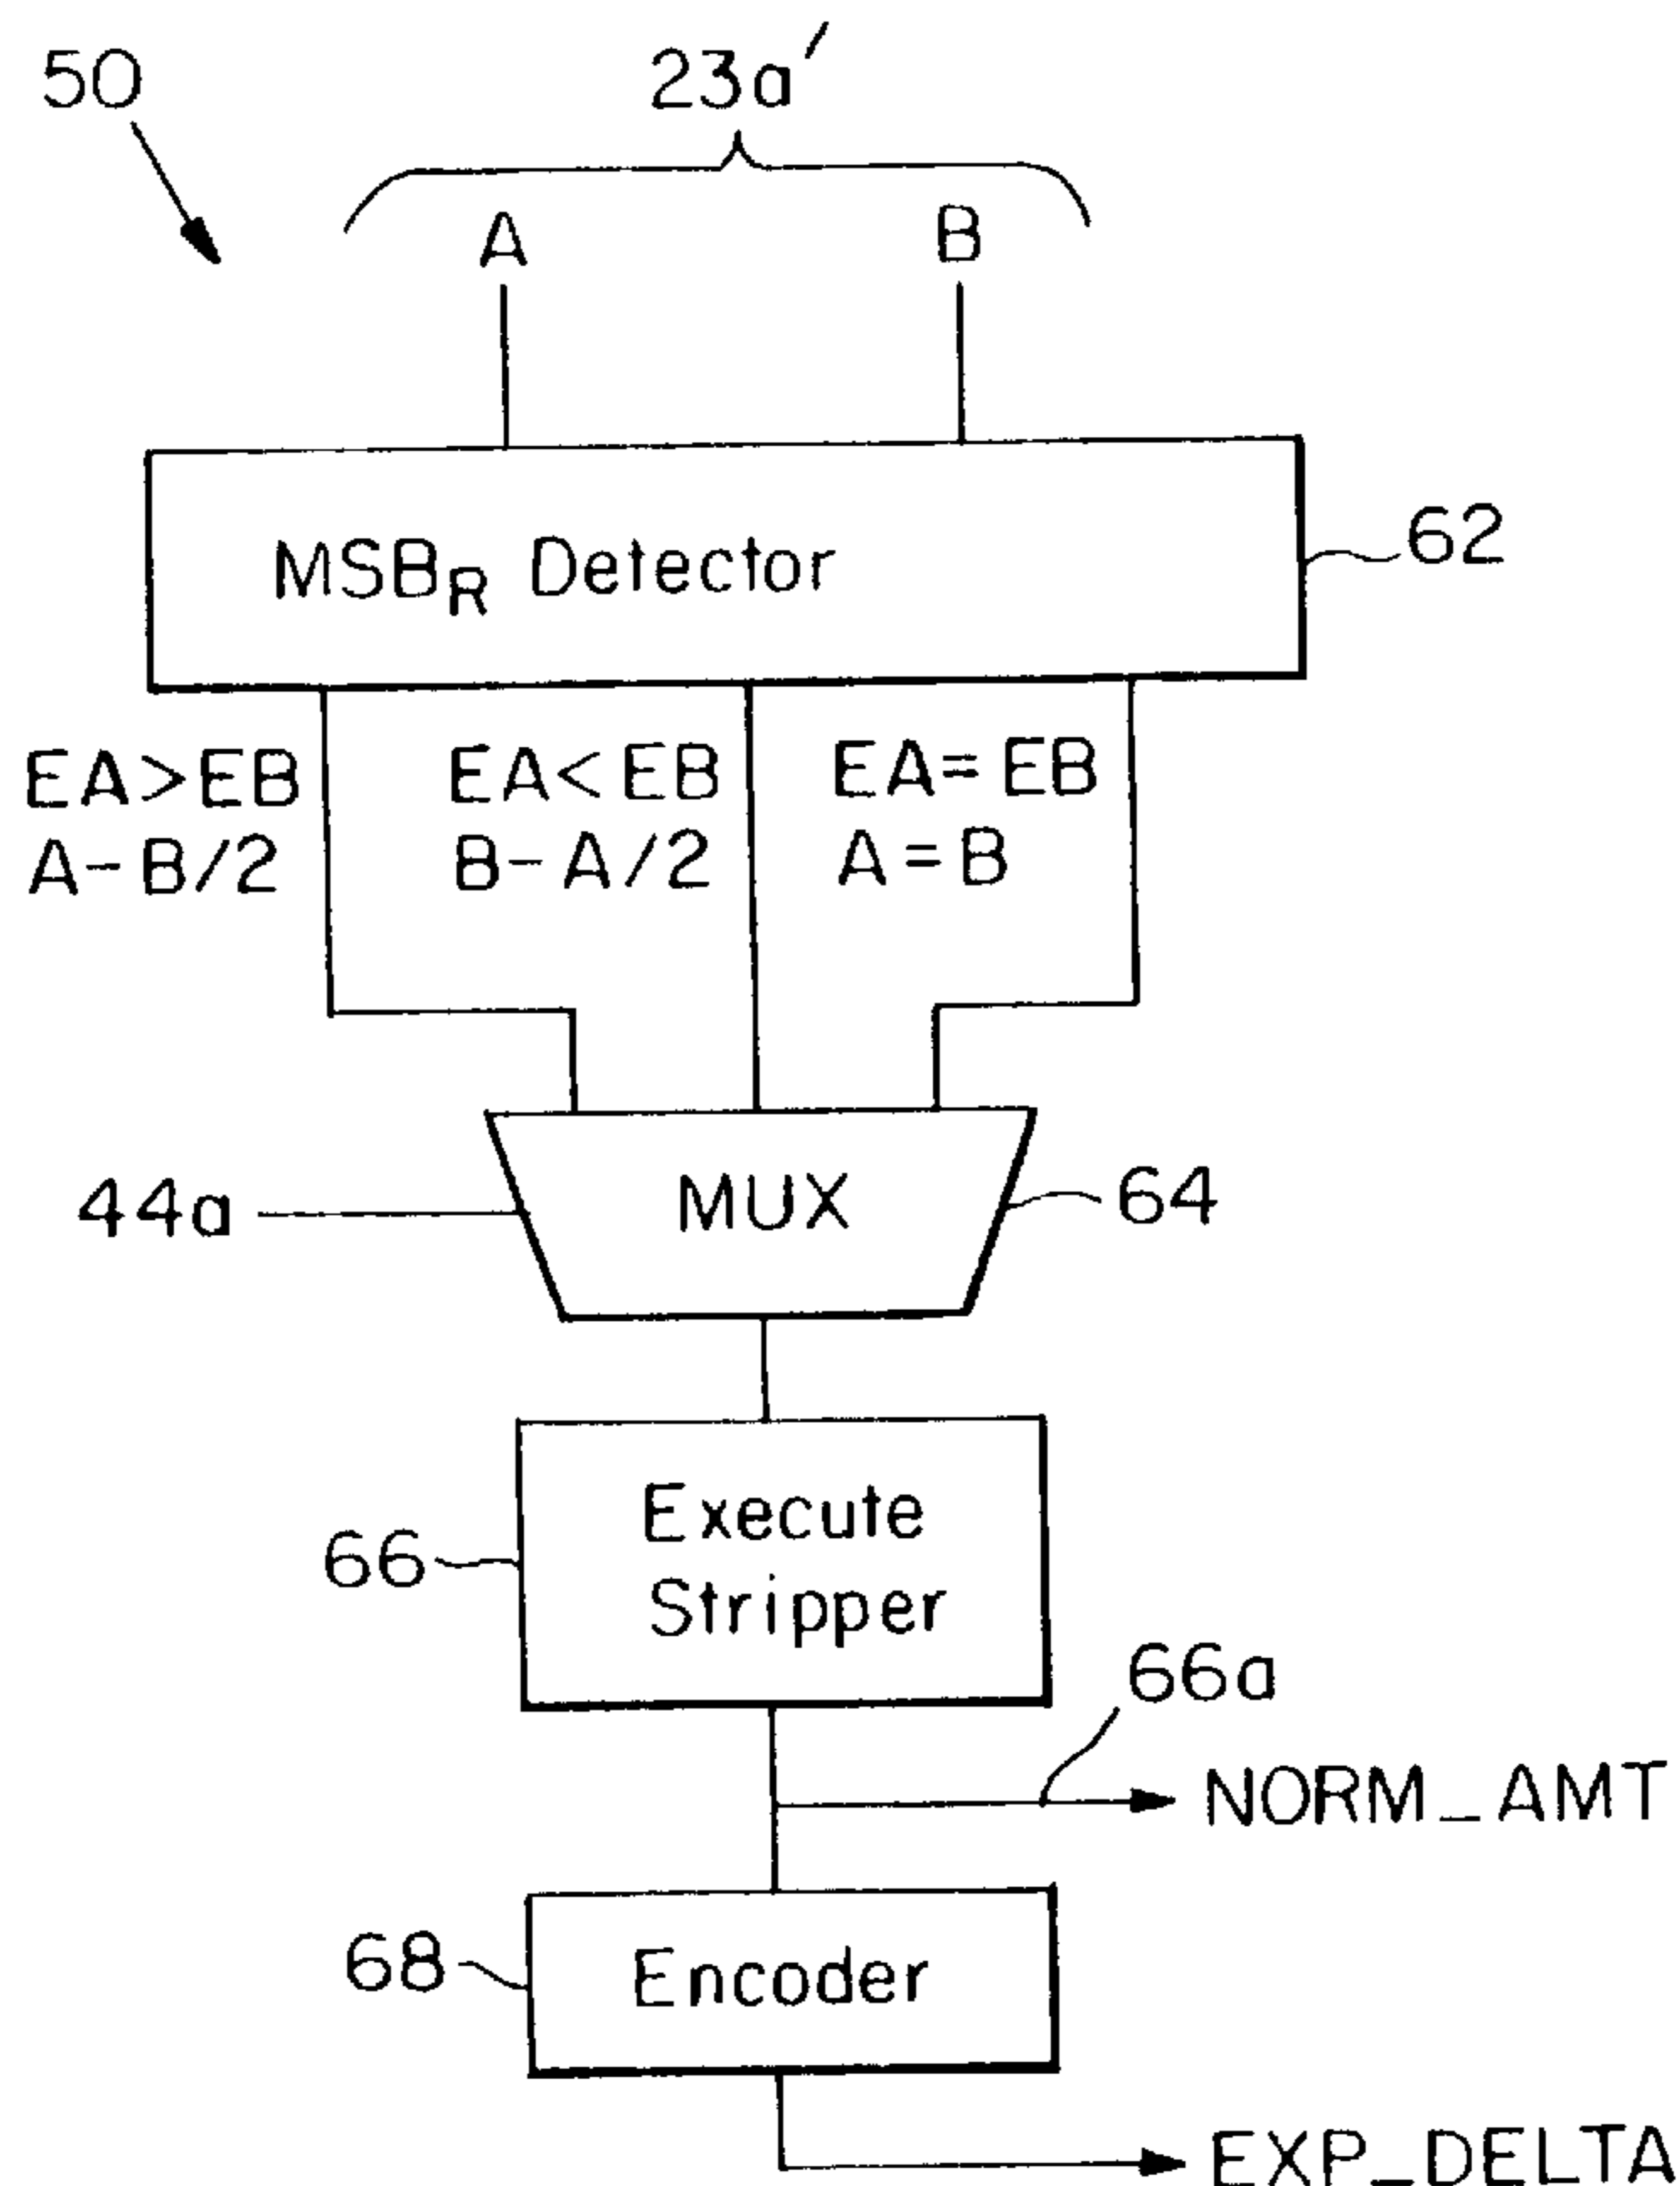 50
23a′
A B
MSBR Detector
62
EA>EB EA<EB EA=EB
A-B/2 B-A/2 A=B
44a
MUX
64
Execute
Stripper
66
66a
NORM_AMT
68
Encoder
EXP_DELTA